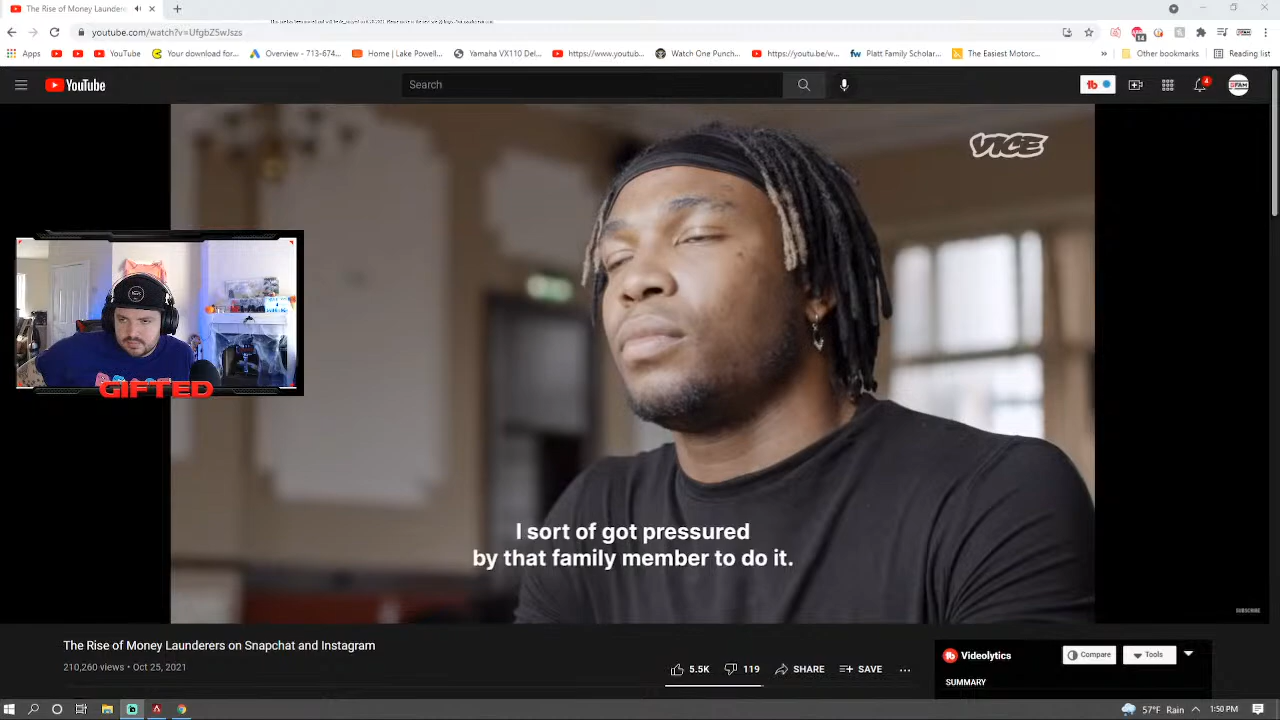 The Rise of Money Launderers
youtube.com/watch?v=UfgbZ5wJszs
Apps
YouTube
Your download for...
Overview - 713-674...
Home | Lake Powell...
Yamaha VX110 Del...
https://www.youtub...
Watch One Punch...
https://youtu.be/w...
fw Platt Family Scholar...
The Easiest Motorc...
»
Other bookmarks
Reading list
YouTube
Search
4
VICE
GIFTED
I sort of got pressured
by that family member to do it.
SUBSCRIBE
The Rise of Money Launderers on Snapchat and Instagram
210,260 views • Oct 25, 2021
5.5K
119
SHARE
SAVE
Videolytics
Compare
Tools
SUMMARY
57°F Rain
1:50 PM